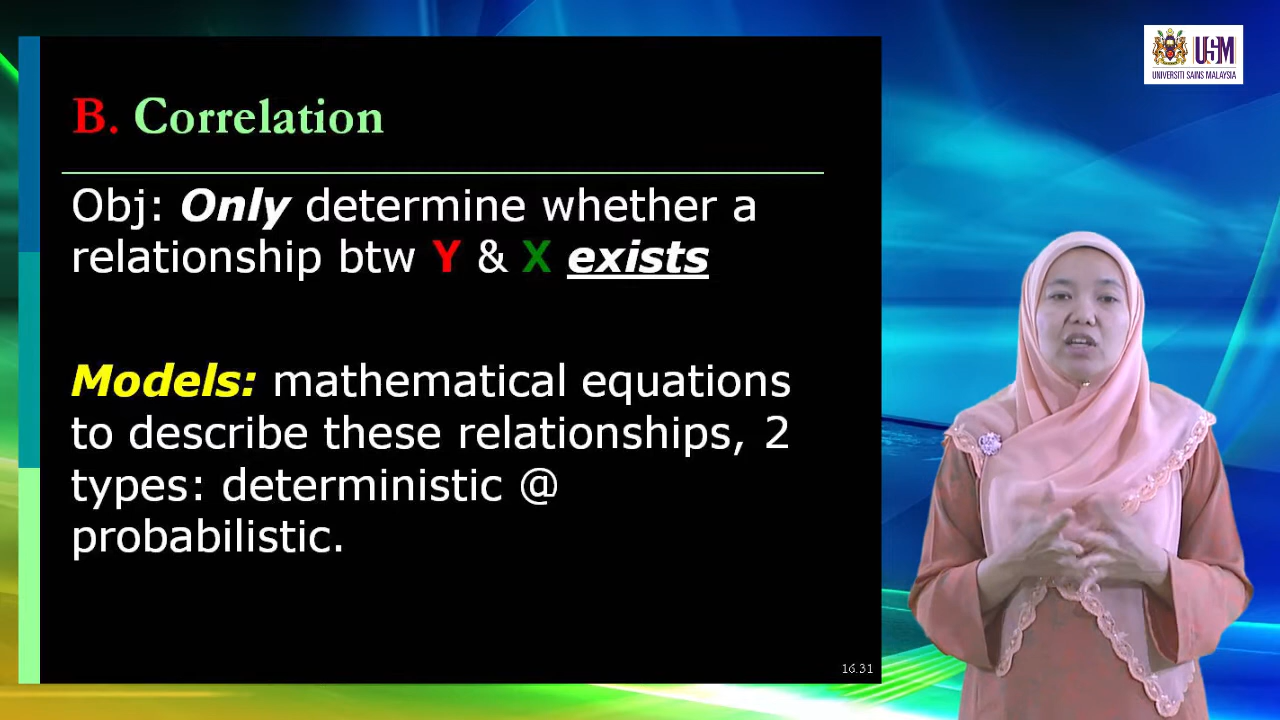 USM
UNIVERSITI SAINS MALAYSIA
B. Correlation
Obj: Only determine whether a
relationship btw Y & X exists
Models: mathematical equations
to describe these relationships, 2
types: deterministic @
probabilistic.
16.31